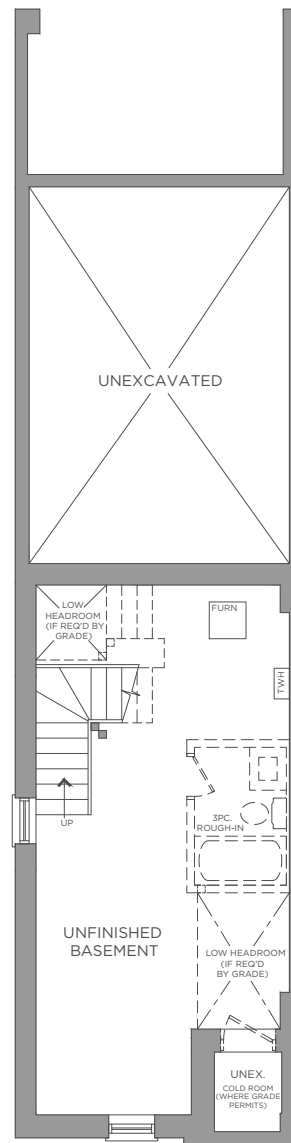 UNEXCAVATED
LOW
HEADROOM
(IF REQ'D BY
GRADE)
FURN
TWH
UP
3PC.
ROUGH-IN
UNFINISHED
BASEMENT
LOW HEADROOM
(IF REQ'D
BY GRADE)
UNEX.
COLD ROOM
(WHERE GRADE
PERMITS)